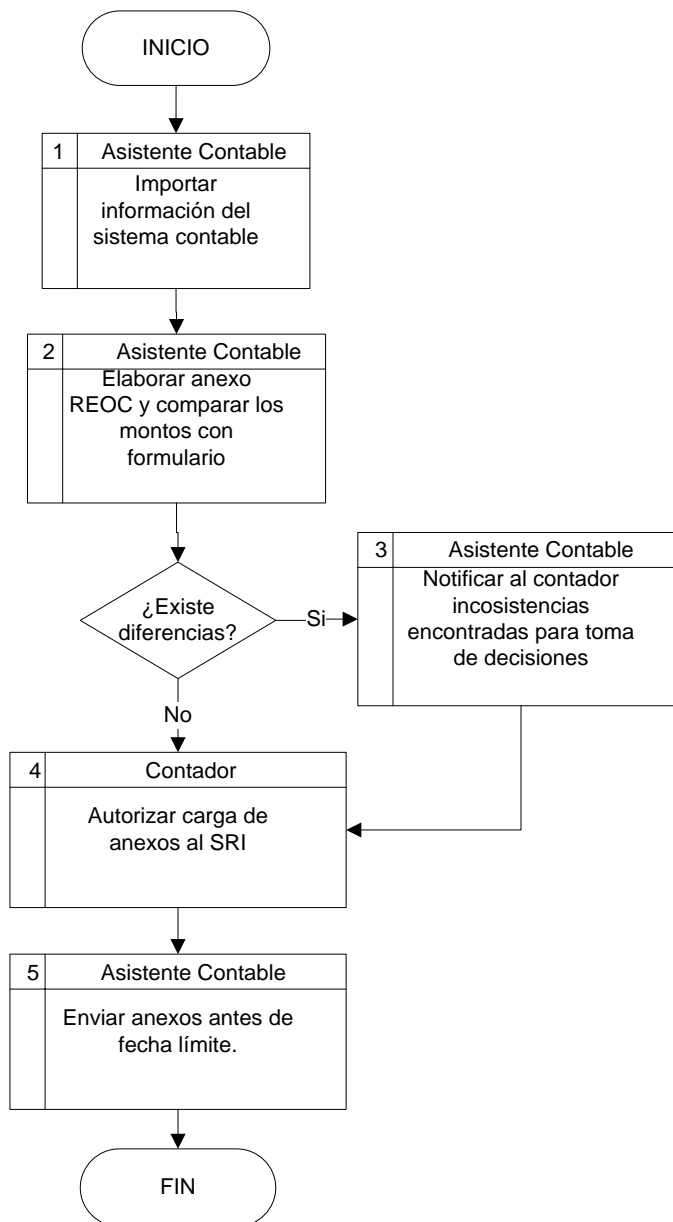 INICIO
1 Asistente Contable
Importar
información del
sistema contable
2 Asistente Contable
Elaborar anexo
REOC y comparar los
montos con
formulario
¿Existe
diferencias?
Si
3 Asistente Contable
Notificar al contador
incosistencias
encontradas para toma
de decisiones
No
4 Contador
Autorizar carga de
anexos al SRI
5 Asistente Contable
Enviar anexos antes de
fecha límite.
FIN